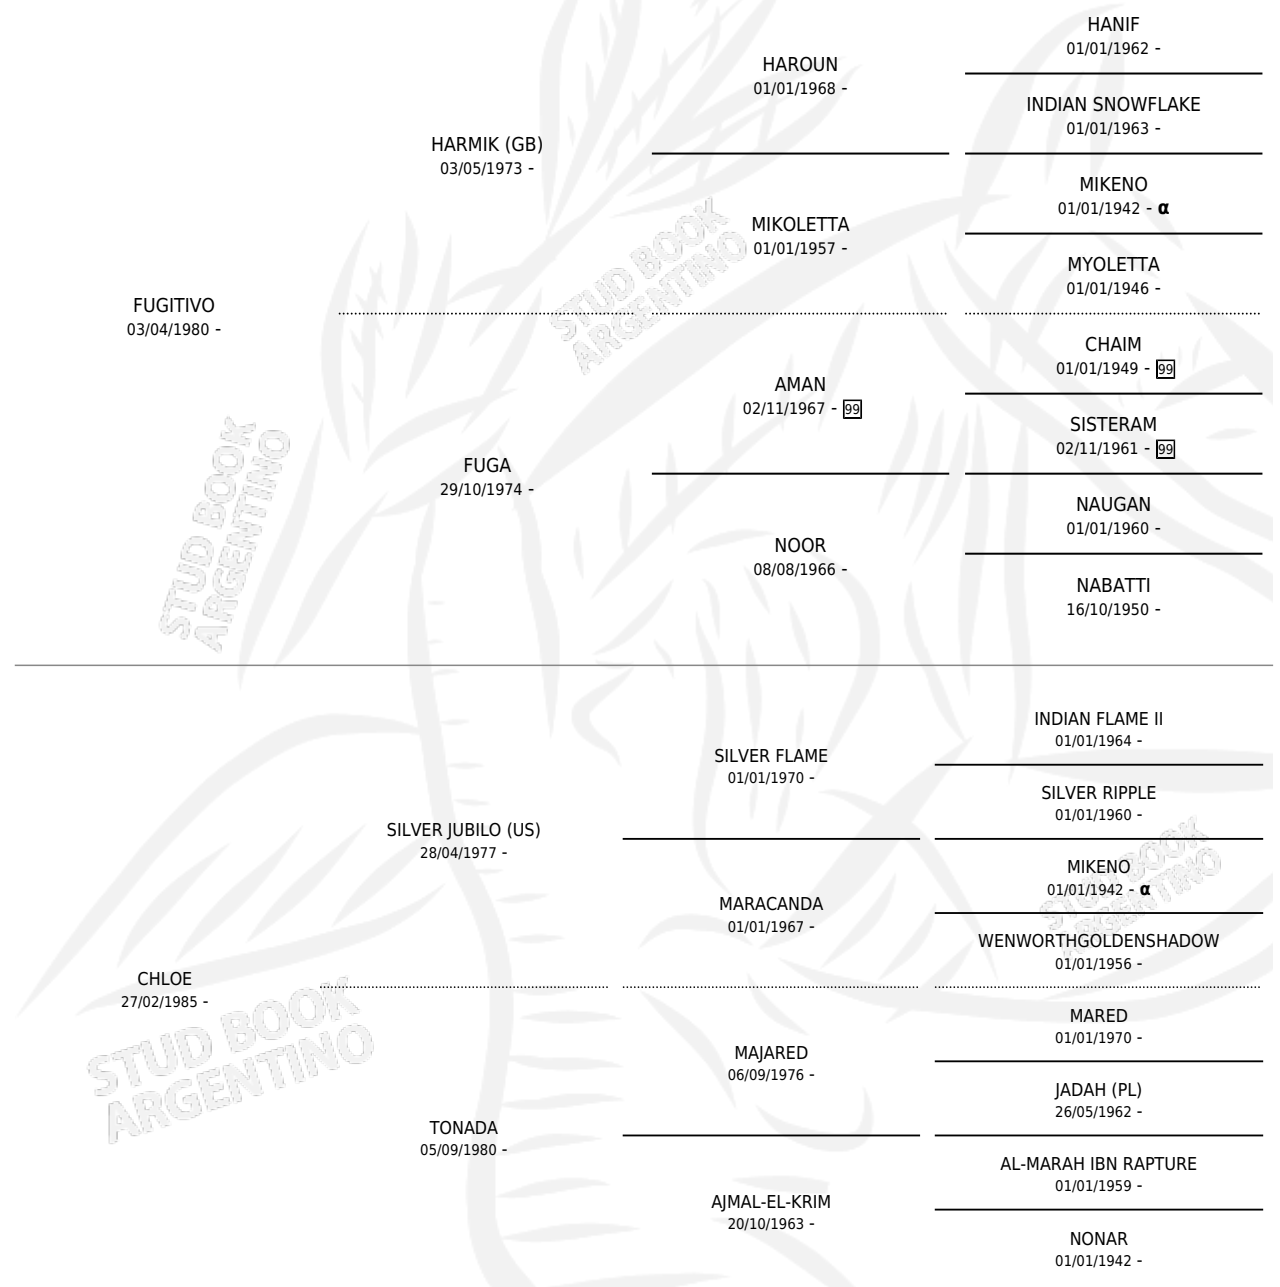 HANIF
01/01/1962 -
HAROUN
01/01/1968 -
INDIAN SNOWFLAKE
01/01/1963 -
HARMIK (GB)
03/05/1973 -
MIKENO
01/01/1942 - α
MIKOLETTA
01/01/1957 -
MYOLETTA
01/01/1946 -
FUGITIVO
03/04/1980 -
CHAIM
01/01/1949 - 99
AMAN
02/11/1967 - 99
SISTERAM
02/11/1961 - 99
FUGA
29/10/1974 -
NAUGAN
01/01/1960 -
NOOR
08/08/1966 -
NABATTI
16/10/1950 -
STUD BOOK
ARGENTINO
STUD BOOK
ARGENTINO
INDIAN FLAME II
01/01/1964 -
SILVER FLAME
01/01/1970 -
SILVER RIPPLE
01/01/1960 -
SILVER JUBILO (US)
28/04/1977 -
MIKENO
01/01/1942 - α
MARACANDA
01/01/1967 -
WENWORTHGOLDENSHADOW
01/01/1956 -
CHLOE
27/02/1985 -
MARED
01/01/1970 -
MAJARED
06/09/1976 -
JADAH (PL)
26/05/1962 -
TONADA
05/09/1980 -
AL-MARAH IBN RAPTURE
01/01/1959 -
AJMAL-EL-KRIM
20/10/1963 -
NONAR
01/01/1942 -
STUD BOOK
ARGENTINO
STUD BOOK
ARGENTINO